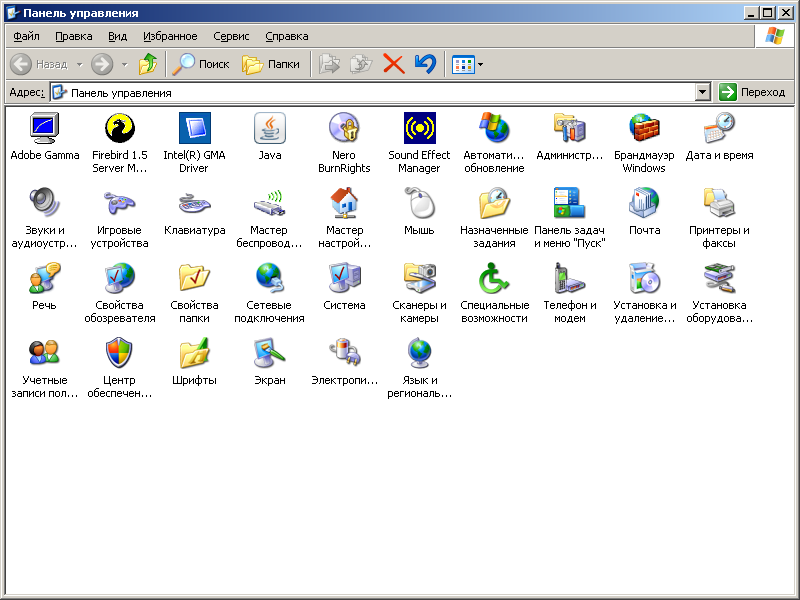 Панель управления
Файл Правка Вид Избранное Сервис Справка
Назад Поиск Папки
Адрес: Панель управления Переход
Adobe Gamma
Firebird 1.5
Server M...
Intel(R) GMA
Driver
Java
Nero
BurnRights
Sound Effect
Manager
Автомати...
обновление
Администр...
Брандмауэр
Windows
Дата и время
Звуки и
аудиоустр...
Игровые
устройства
Клавиатура
Мастер
беспровод...
Мастер
настрой...
Мышь
Назначенные
задания
Панель задач
и меню "Пуск"
Почта
Принтеры и
факсы
Речь
Свойства
обозревателя
Свойства
папки
Сетевые
подключения
Система
Сканеры и
камеры
Специальные
возможности
Телефон и
модем
Установка и
удаление...
Установка
оборудова...
Учетные
записи пол...
Центр
обеспечен...
Шрифты
Экран
Электропи...
Язык и
региональ...